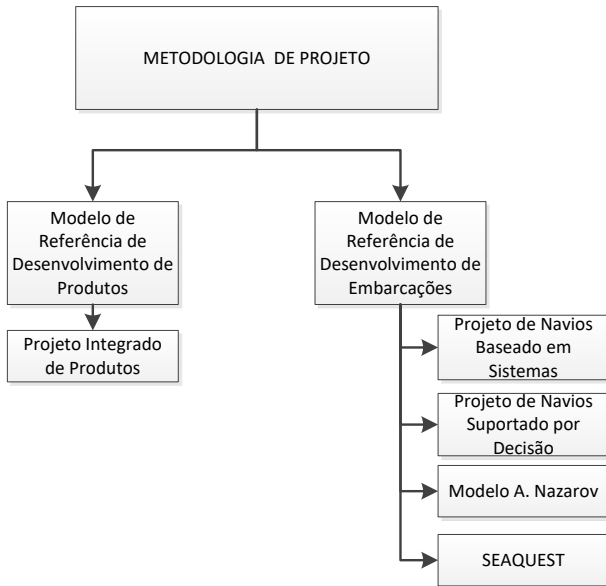 METODOLOGIA DE PROJETO
Modelo de
Referência de
Desenvolvimento de
Produtos
Modelo de
Referência de
Desenvolvimento de
Embarcações
Projeto Integrado
de Produtos
Projeto de Navios
Baseado em
Sistemas
Projeto de Navios
Suportado por
Decisão
Modelo A. Nazarov
SEAQUEST